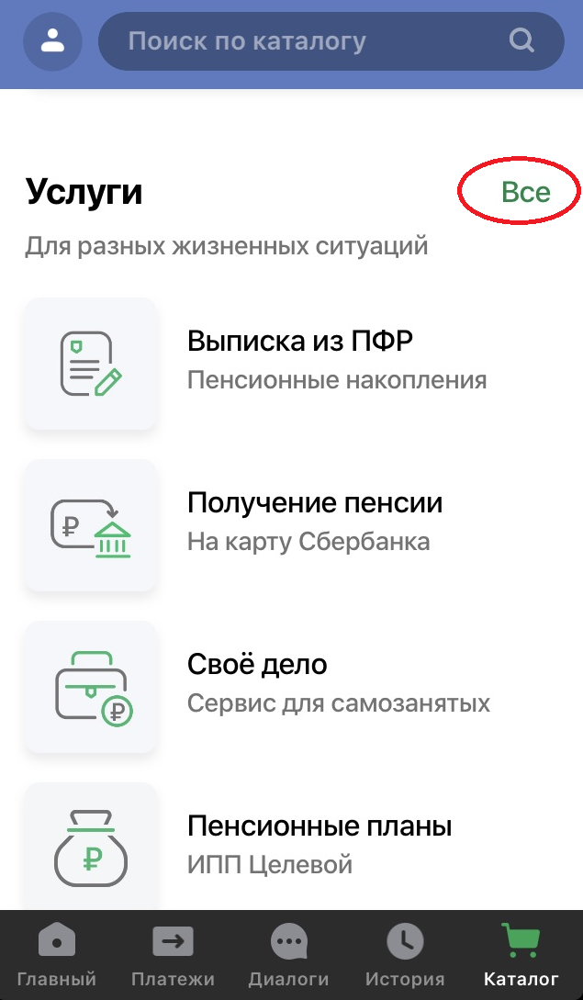 Поиск по каталогу
Услуги
Все
Для разных жизненных ситуаций
Выписка из ПФР
Пенсионные накопления
Получение пенсии
На карту Сбербанка
Своё дело
Сервис для самозанятых
Пенсионные планы
ИПП Целевой
Главный
Платежи
Диалоги
История
Каталог